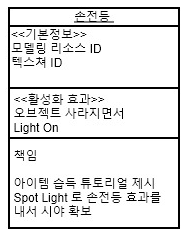 손전등
<<기본정보>>
모델링 리소스 ID
텍스쳐 ID
<<활성화 효과>>
오브젝트 사라지면서
Light On
책임
아이템 습득 튜토리얼 제시
Spot Light 로 손전등 효과를
내서 시야 확보